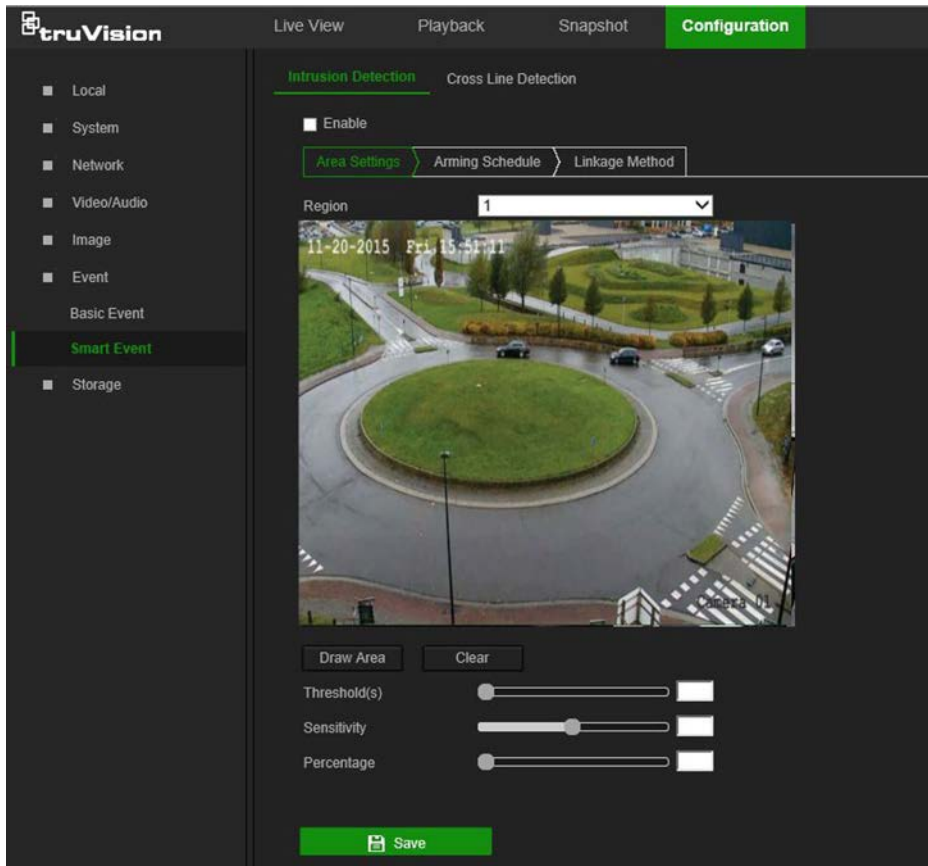 truVision
Live View Playback Snapshot Configuration
Local
System
Network
Video/Audio
Image
Event
Basic Event
Smart Event
Storage
Intrusion Detection Cross Line Detection
Enable
Area Settings Arming Schedule Linkage Method
Region 1
11-20-2015 Fri 15:51:11
Camera 01
Draw Area Clear
Threshold(s)
Sensitivity
Percentage
Save